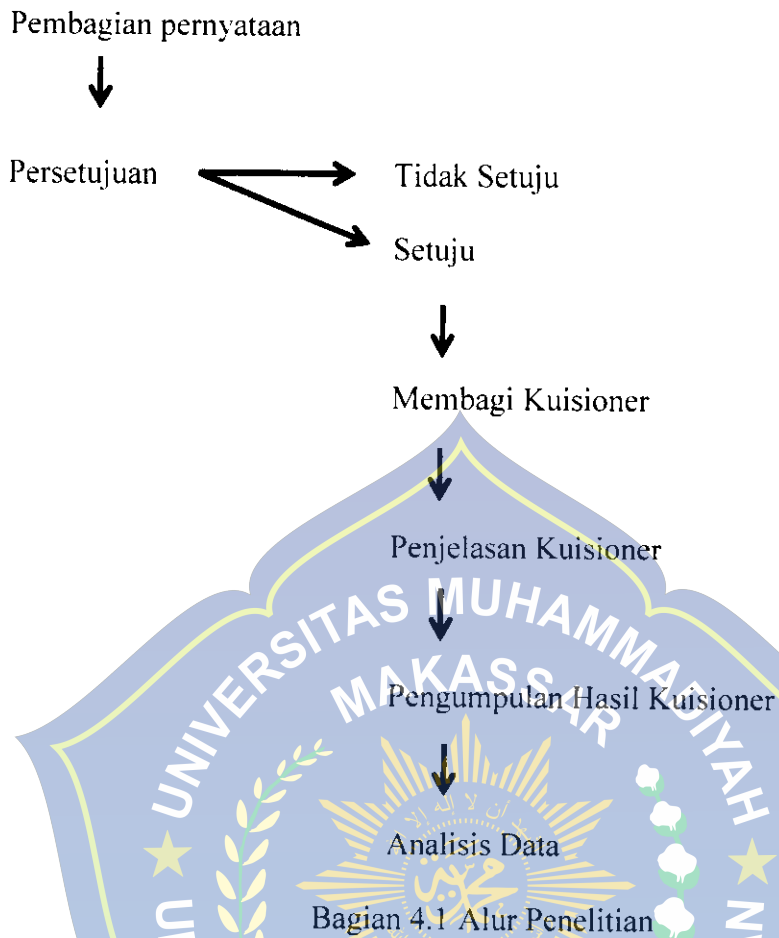 Pembagian pernyataan
Persetujuan
Tidak Setuju
Setuju
Membagi Kuisioner
Penjelasan Kuisioner
UNIVERSITAS MUHAMMADIYAH
MAKASSAR
Pengumpulan Hasil Kuisioner
Analisis Data
Bagian 4.1 Alur Penelitian